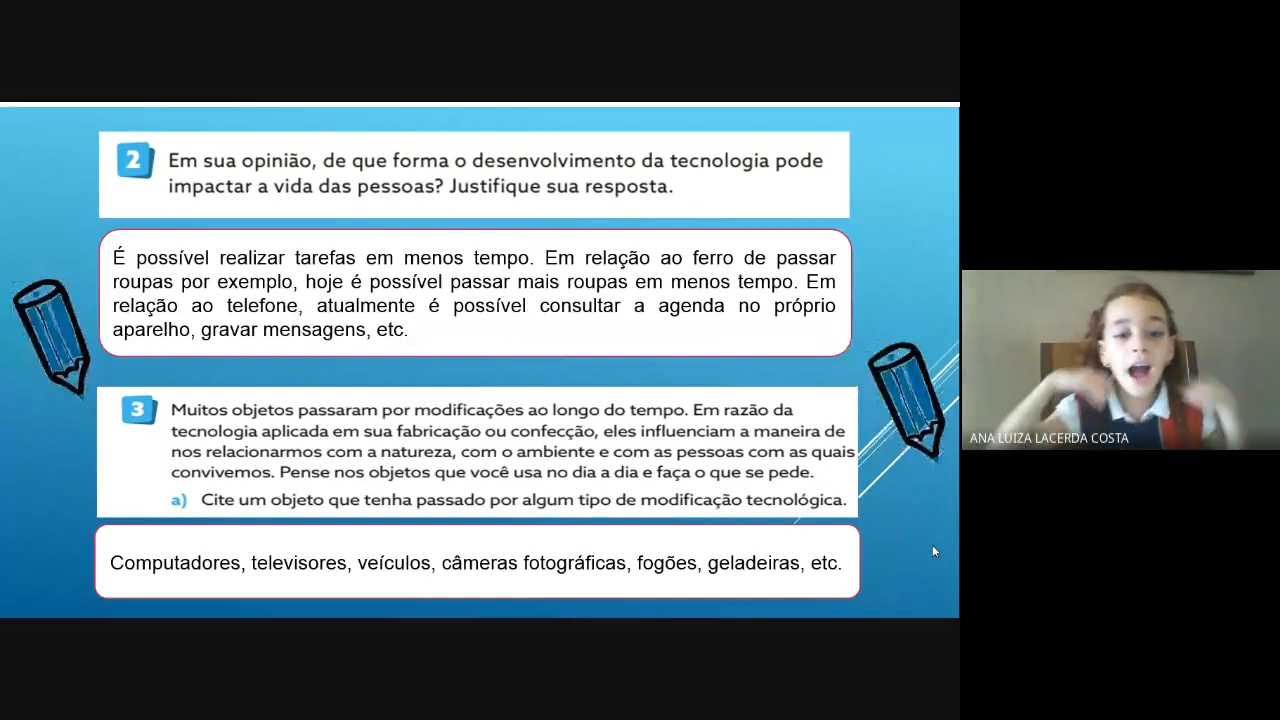 2
Em sua opinião, de que forma o desenvolvimento da tecnologia pode
impactar a vida das pessoas? Justifique sua resposta.
É possível realizar tarefas em menos tempo. Em relação ao ferro de passar
roupas por exemplo, hoje é possível passar mais roupas em menos tempo. Em
relação ao telefone, atualmente é possível consultar a agenda no próprio
aparelho, gravar mensagens, etc.
3
Muitos objetos passaram por modificações ao longo do tempo. Em razão da
tecnologia aplicada em sua fabricação ou confecção, eles influenciam a maneira de
nos relacionarmos com a natureza, com o ambiente e com as pessoas com as quais
convivemos. Pense nos objetos que você usa no dia a dia e faça o que se pede.
a) Cite um objeto que tenha passado por algum tipo de modificação tecnológica.
Computadores, televisores, veículos, câmeras fotográficas, fogões, geladeiras, etc.
ANA LUIZA LACERDA COSTA